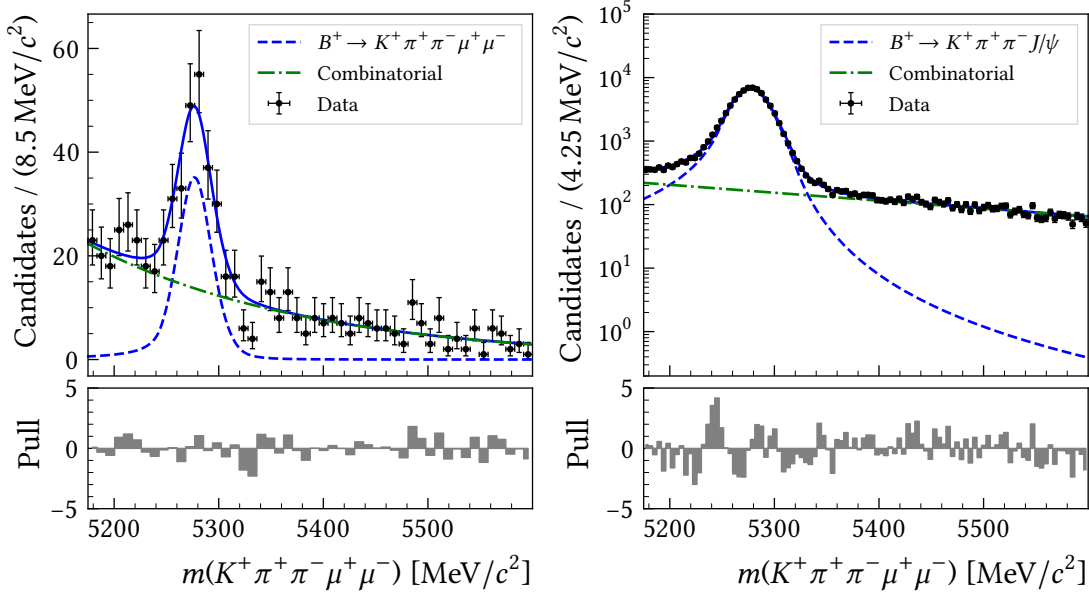 Candidates / (8.5 MeV/c²)
60
40
20
0
B⁺ → K⁺π⁺π⁻μ⁺μ⁻
Combinatorial
Data
Pull
5
0
−5
5200 5300 5400 5500
m(K⁺π⁺π⁻μ⁺μ⁻) [MeV/c²]
Candidates / (4.25 MeV/c²)
10⁵
10⁴
10³
10²
10¹
10⁰
B⁺ → K⁺π⁺π⁻J/ψ
Combinatorial
Data
Pull
5
0
−5
5200 5300 5400 5500
m(K⁺π⁺π⁻μ⁺μ⁻) [MeV/c²]